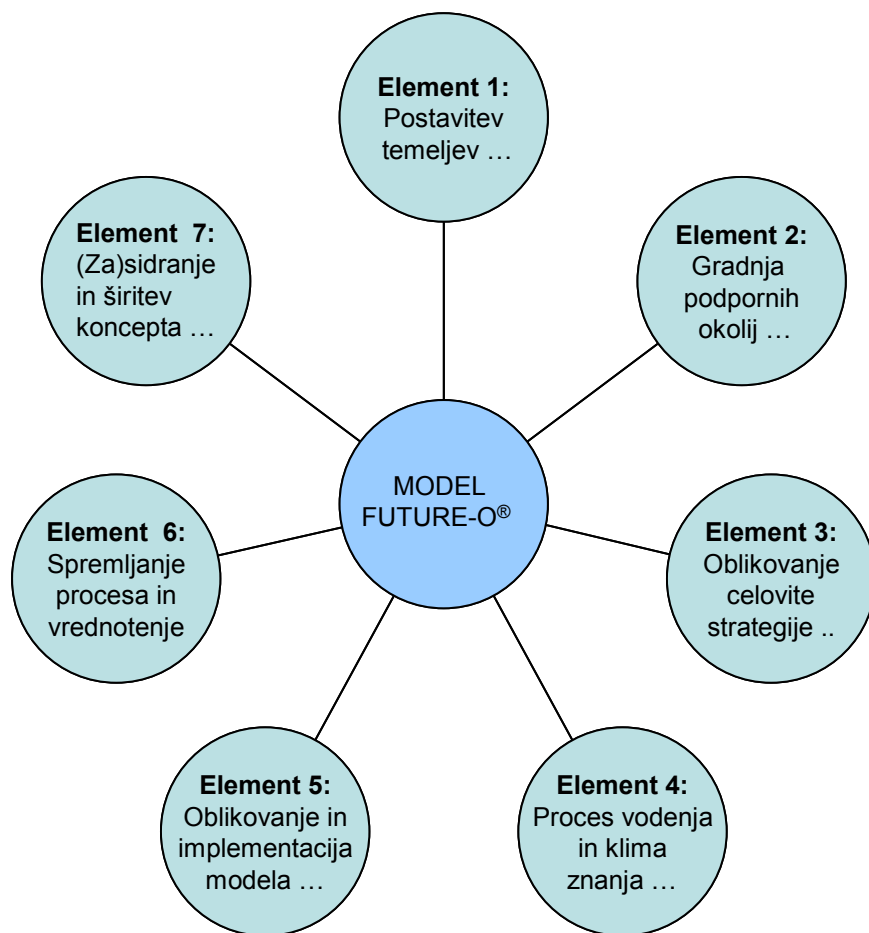 Element 1:
Postavitev
temeljev …
Element 2:
Gradnja
podpornih
okolij …
Element 3:
Oblikovanje
celovite
strategije ..
Element 4:
Proces vodenja
in klima
znanja …
Element 5:
Oblikovanje in
implementacija
modela …
Element  6:
Spremljanje
procesa in
vrednotenje
Element  7:
(Za)sidranje
in širitev
koncepta …
MODEL
FUTURE-O®